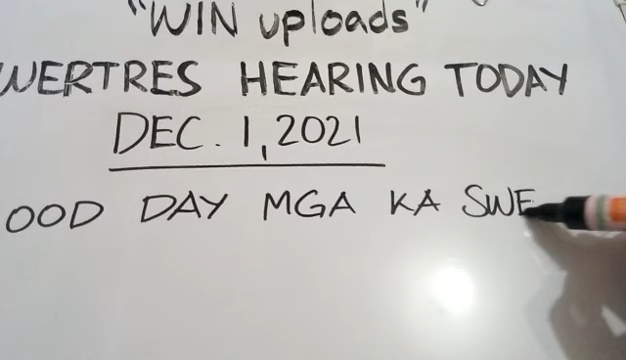 "WIN uploads"
WERTRES HEARING TODAY
DEC. 1, 2021
OOD DAY MGA KA SWE